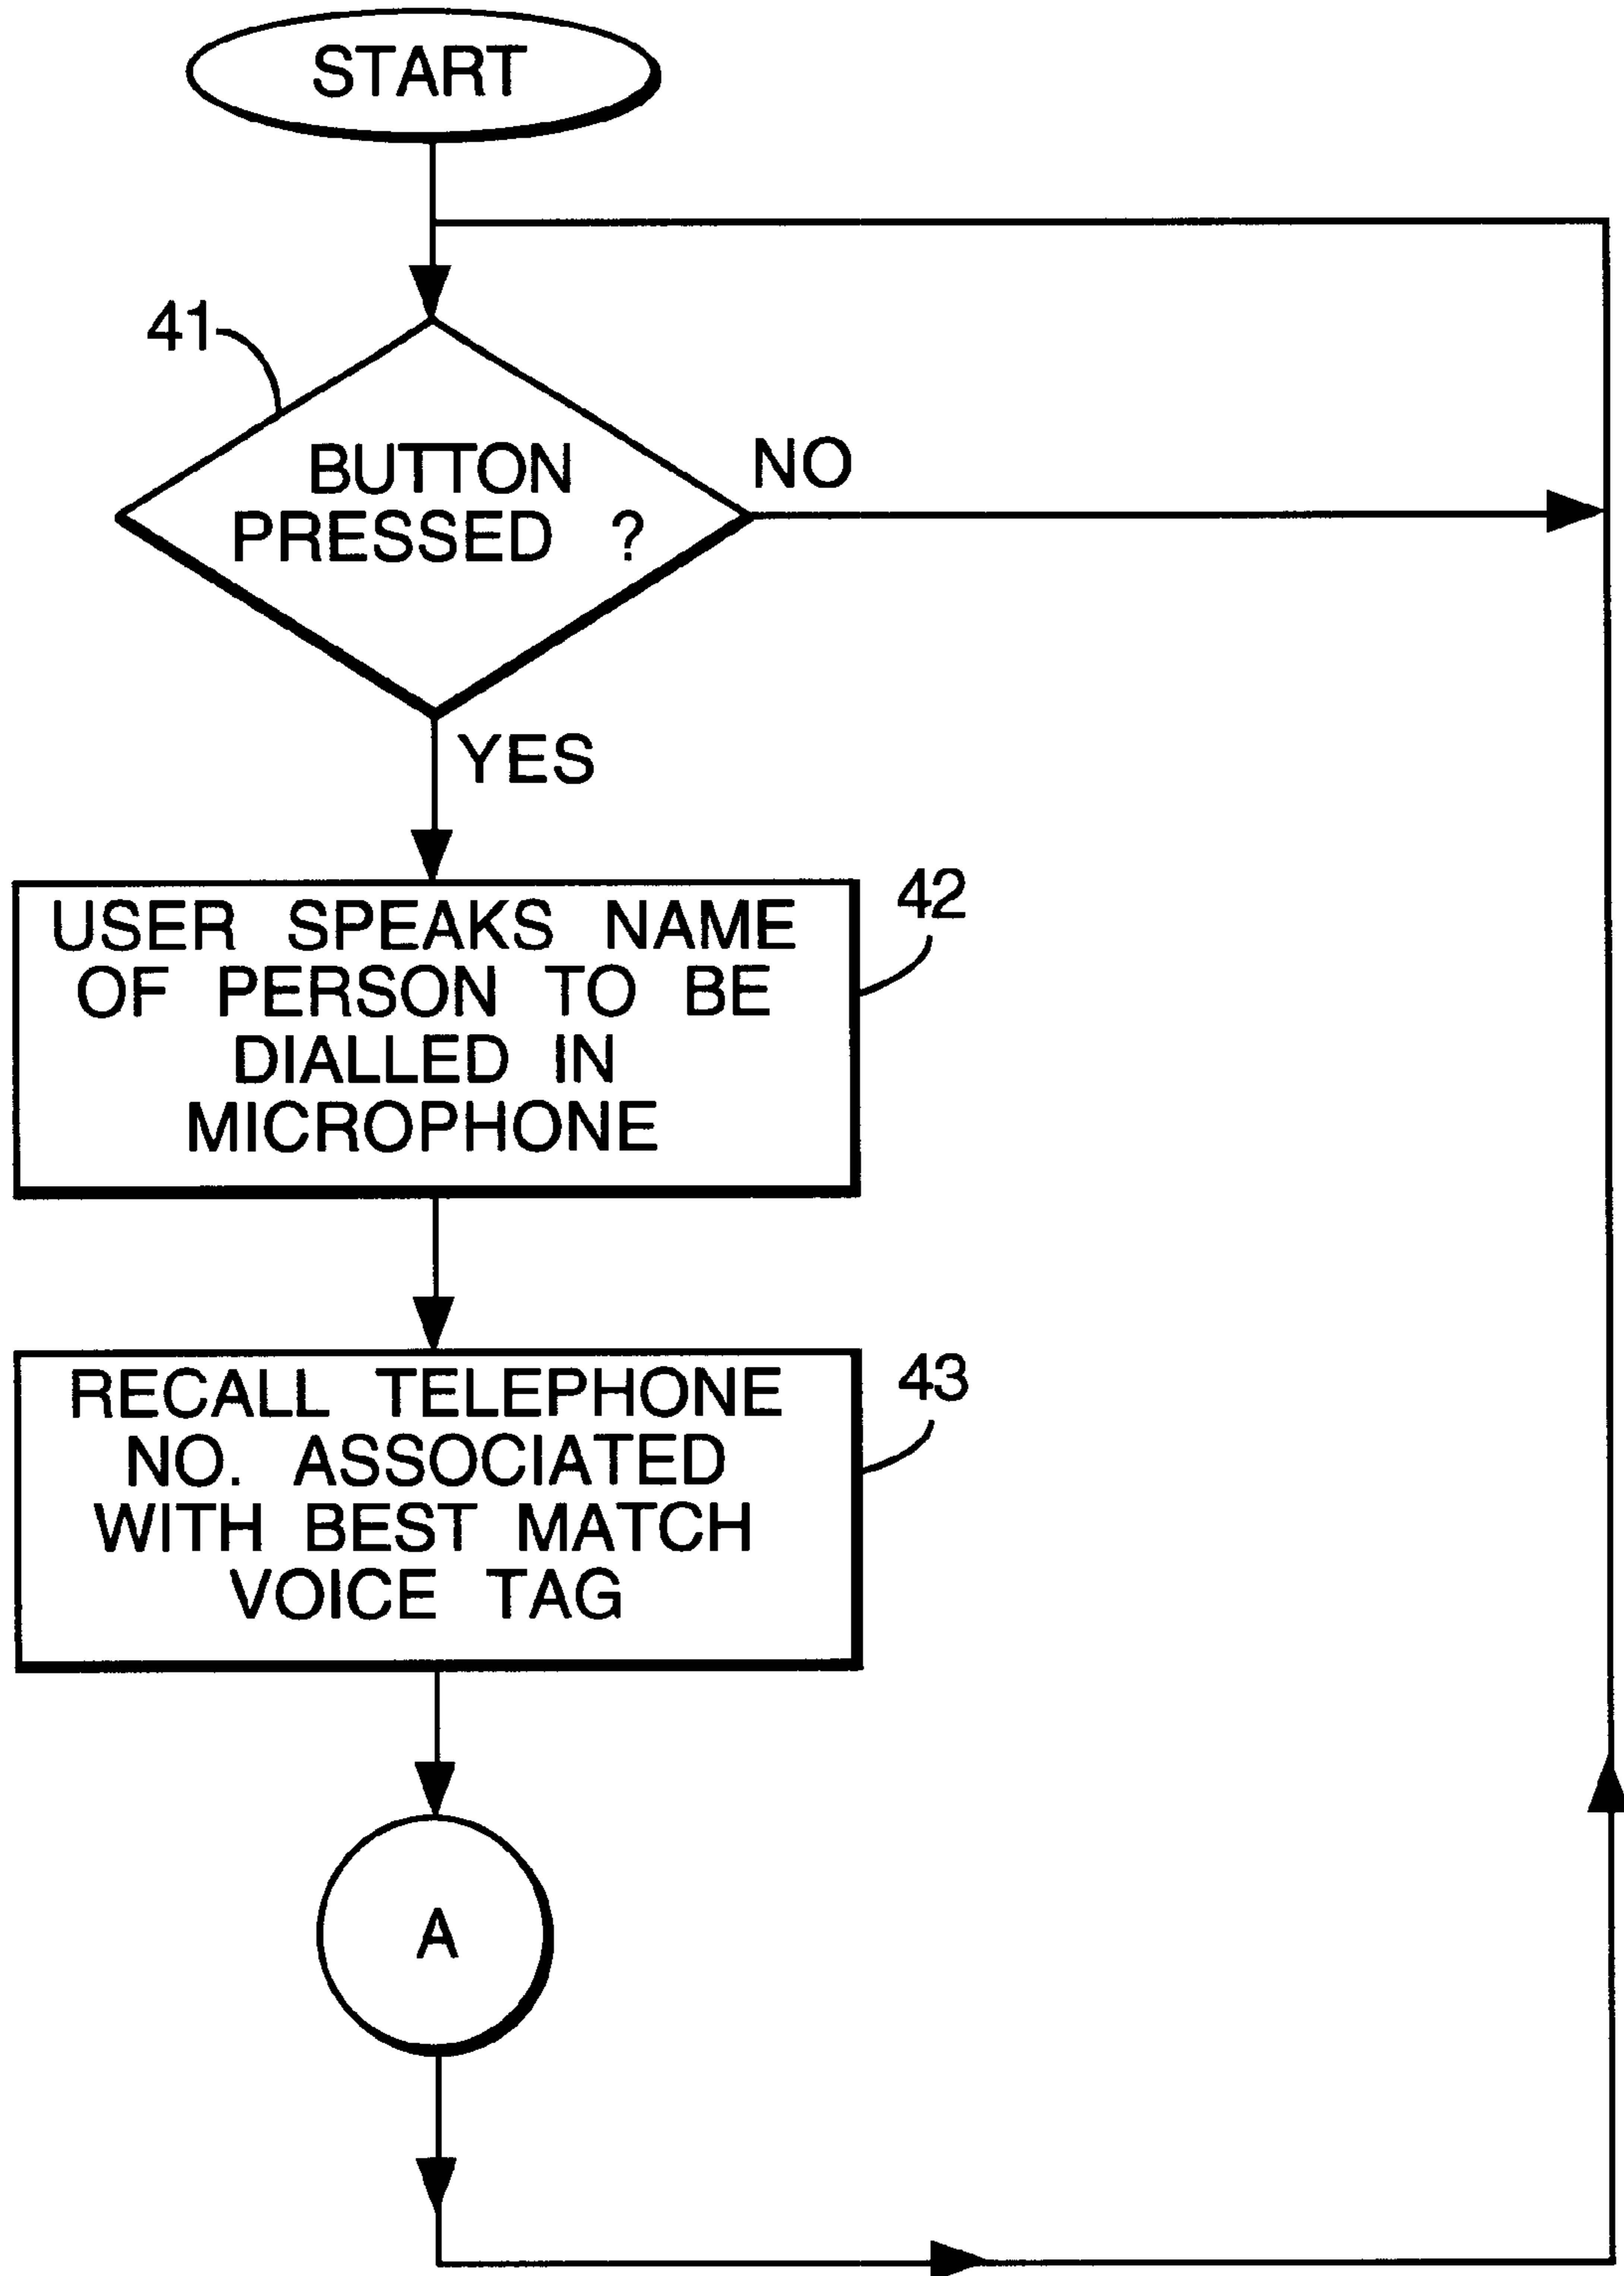 START
41
BUTTON
PRESSED ?
NO
YES
42
USER SPEAKS NAME
OF PERSON TO BE
DIALLED IN
MICROPHONE
43
RECALL TELEPHONE
NO. ASSOCIATED
WITH BEST MATCH
VOICE TAG
A